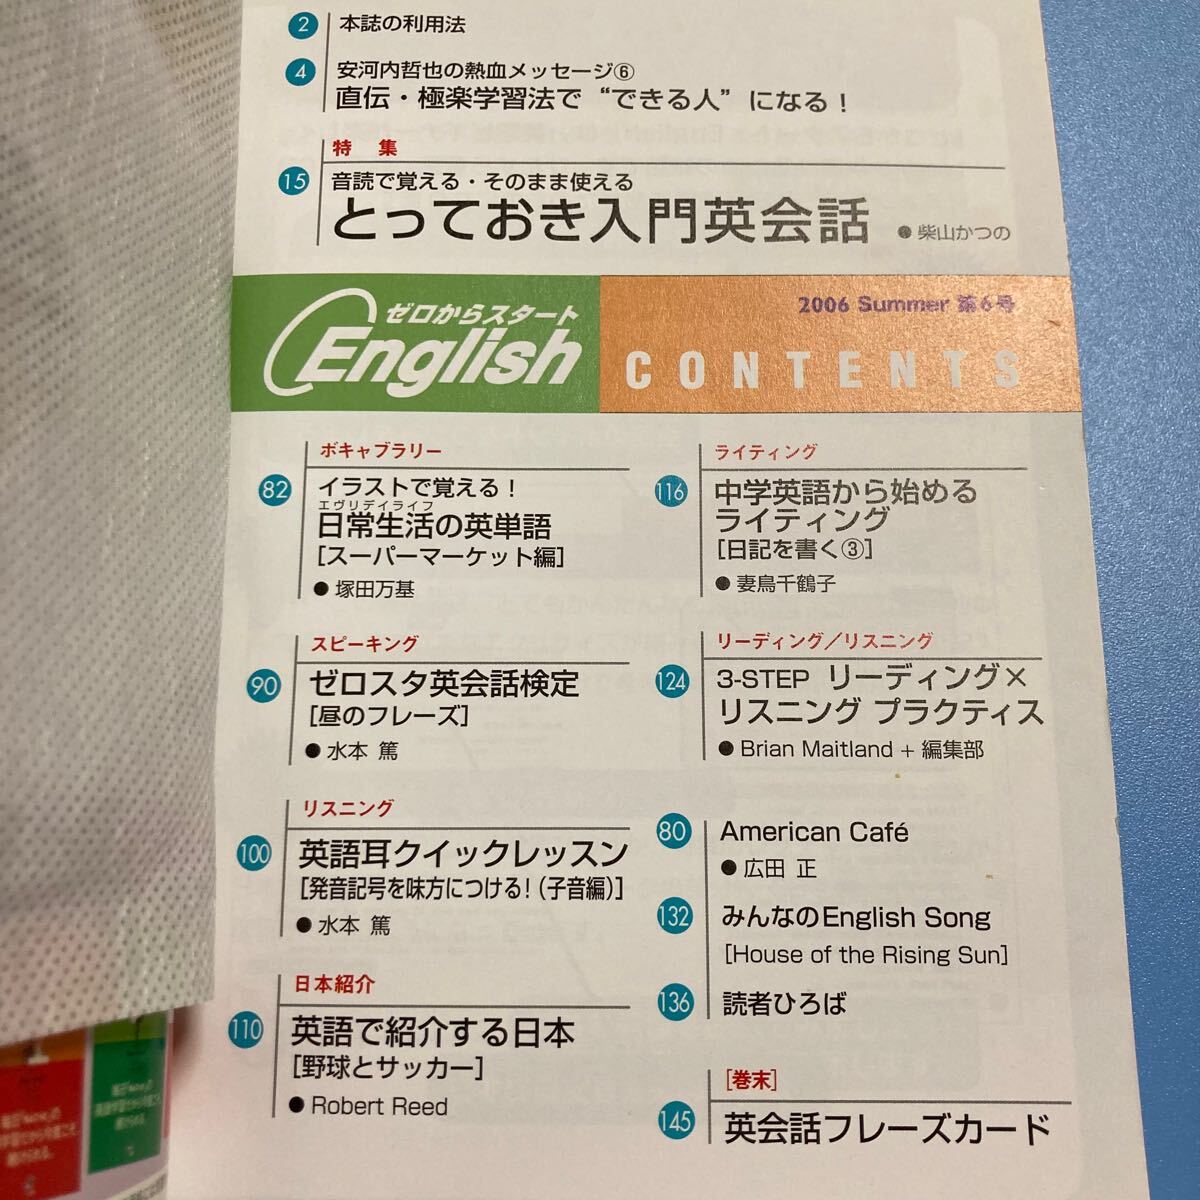 2 本誌の利用法
4 安河内哲也の熱血メッセージ⑥
直伝・極楽学習法で“できる人”になる！
特集
15 音読で覚える・そのまま使える
とっておき入門英会話 ●柴山かつの
ゼロからスタート
English
2006 Summer 第6号
CONTENTS
ボキャブラリー
82 イラストで覚える！
エヴリデイライフ
日常生活の英単語
[スーパーマーケット編]
●塚田万基
スピーキング
90 ゼロスタ英会話検定
[昼のフレーズ]
●水本 篤
リスニング
100 英語耳クイックレッスン
[発音記号を味方につける！(子音編)]
●水本 篤
日本紹介
110 英語で紹介する日本
[野球とサッカー]
●Robert Reed
ライティング
116 中学英語から始める
ライティング
[日記を書く③]
●妻鳥千鶴子
リーディング／リスニング
124 3-STEP リーディング×
リスニング プラクティス
●Brian Maitland + 編集部
80 American Café
●広田 正
132 みんなのEnglish Song
[House of the Rising Sun]
136 読者ひろば
[巻末]
145 英会話フレーズカード